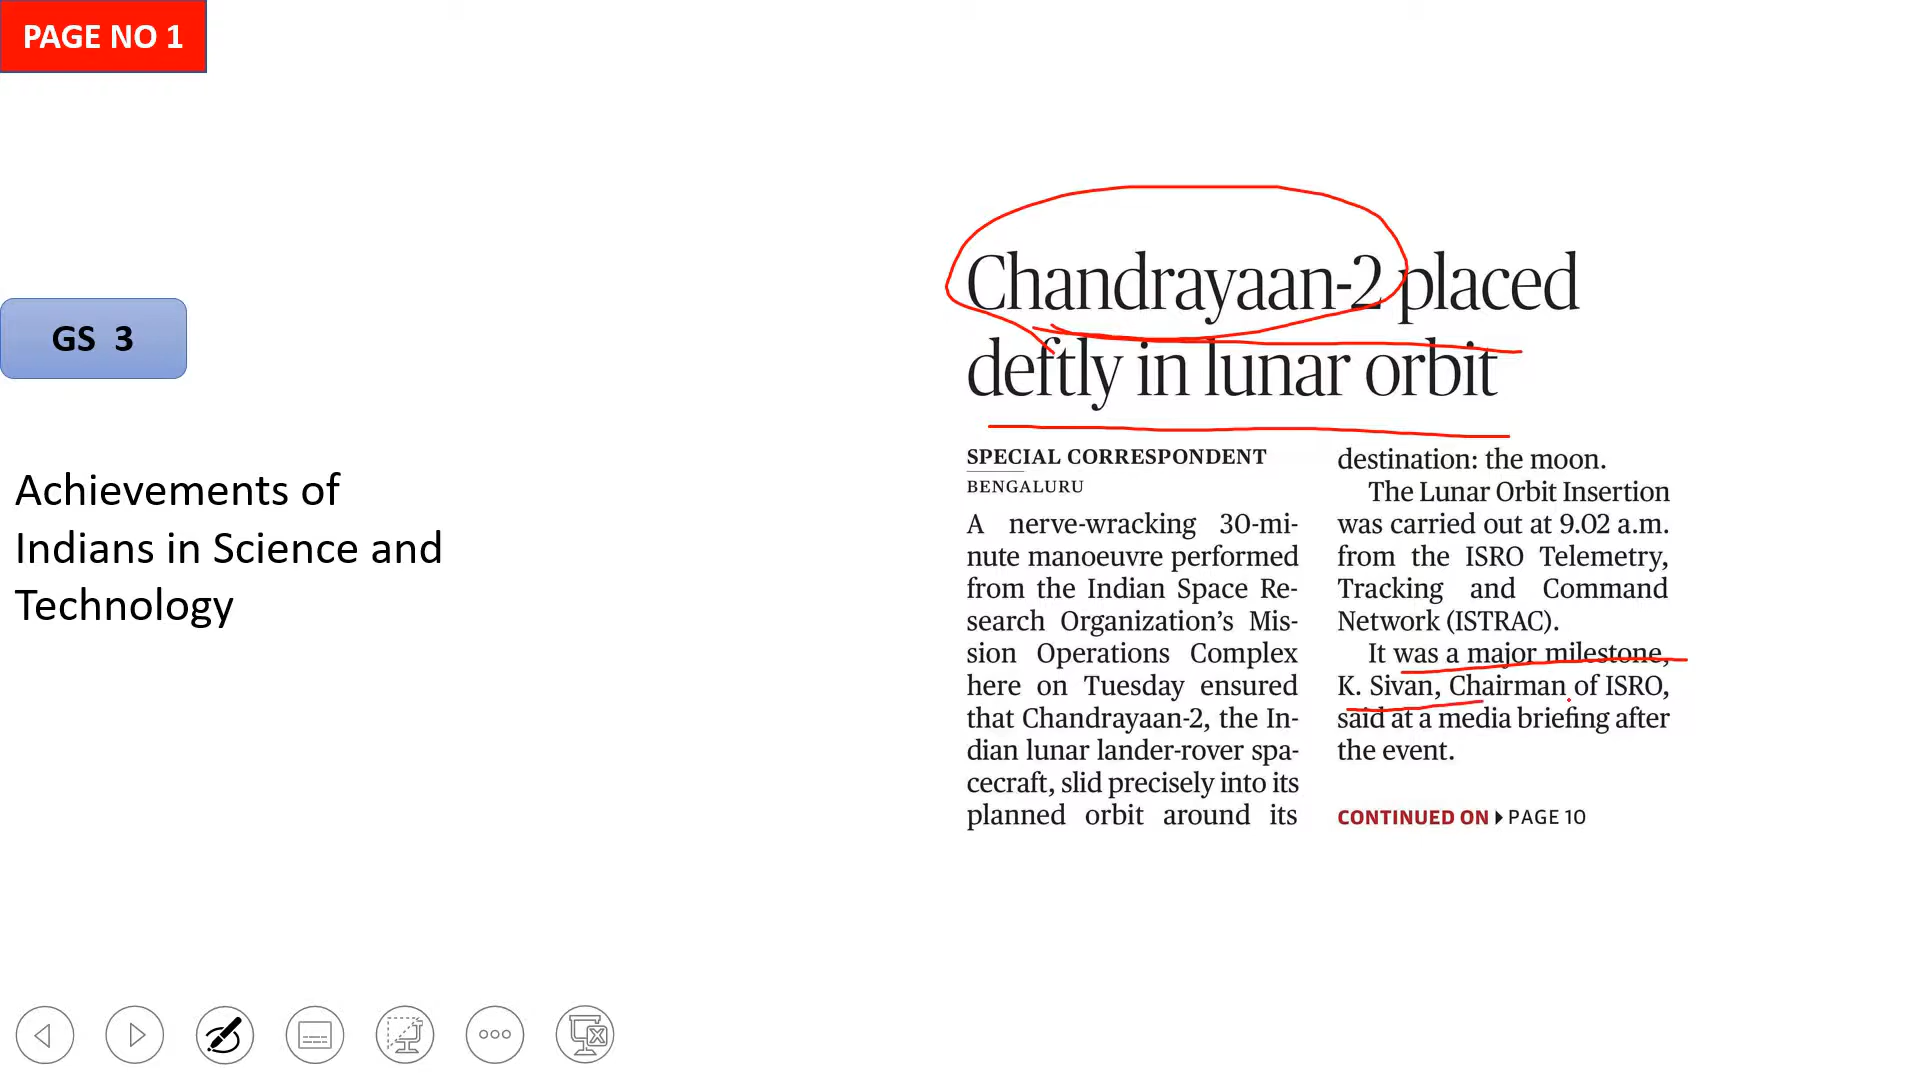 PAGE NO 1
GS 3
Achievements of
Indians in Science and
Technology
Chandrayaan-2 placed
deftly in lunar orbit
SPECIAL CORRESPONDENT
BENGALURU
A nerve-wracking 30-mi-
nute manoeuvre performed
from the Indian Space Re-
search Organization's Mis-
sion Operations Complex
here on Tuesday ensured
that Chandrayaan-2, the In-
dian lunar lander-rover spa-
cecraft, slid precisely into its
planned orbit around its
destination: the moon.
The Lunar Orbit Insertion
was carried out at 9.02 a.m.
from the ISRO Telemetry,
Tracking and Command
Network (ISTRAC).
It was a major milestone,
K. Sivan, Chairman of ISRO,
said at a media briefing after
the event.
CONTINUED ON PAGE 10